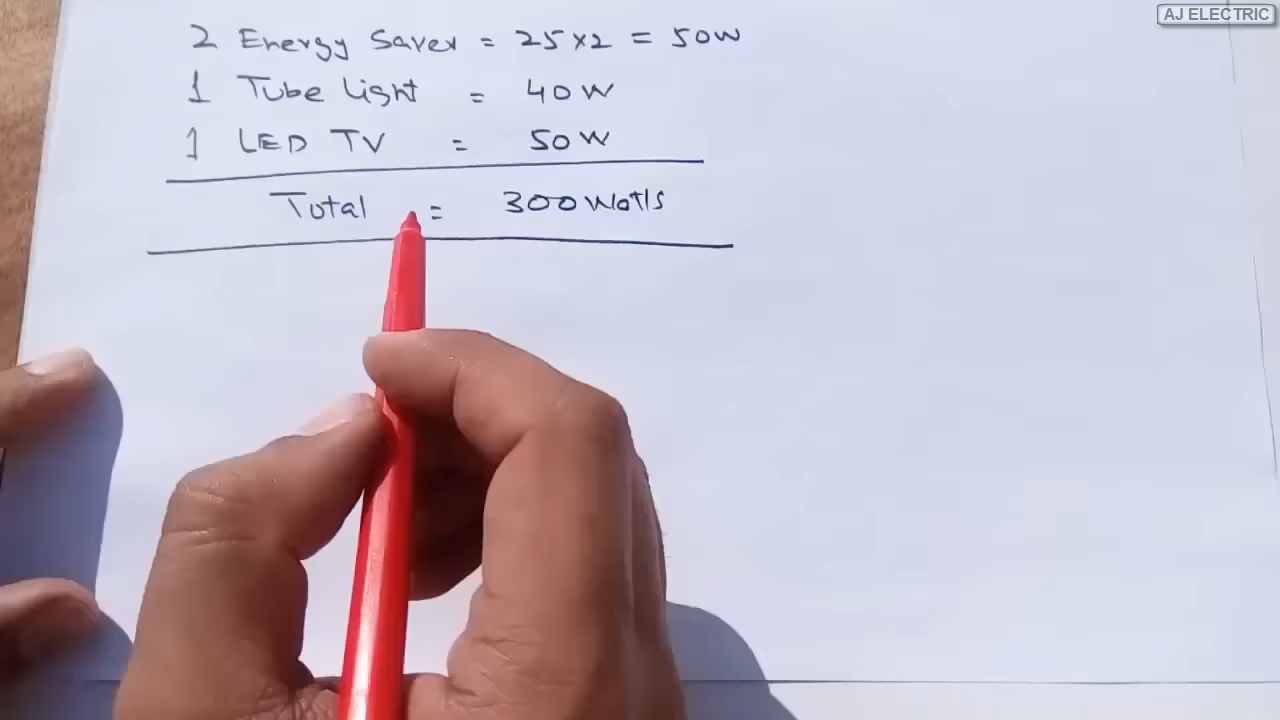 AJ ELECTRIC
2 Energy Saver = 25x2 = 50W
1 Tube Light = 40W
1 LED TV = 50W
Total = 300 Watts